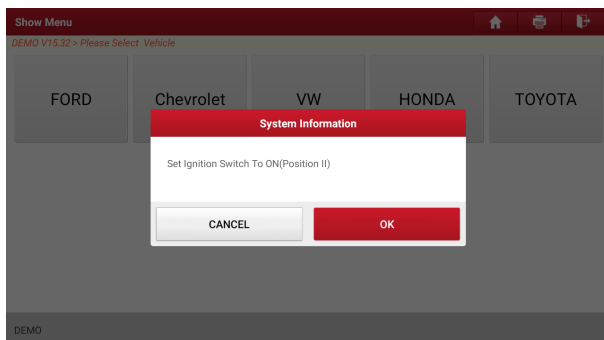 Show Menu
DEMO V15.32 > Please Select Vehicle
FORD
Chevrolet
VW
HONDA
TOYOTA
System Information
Set Ignition Switch To ON(Position II)
CANCEL
OK
DEMO